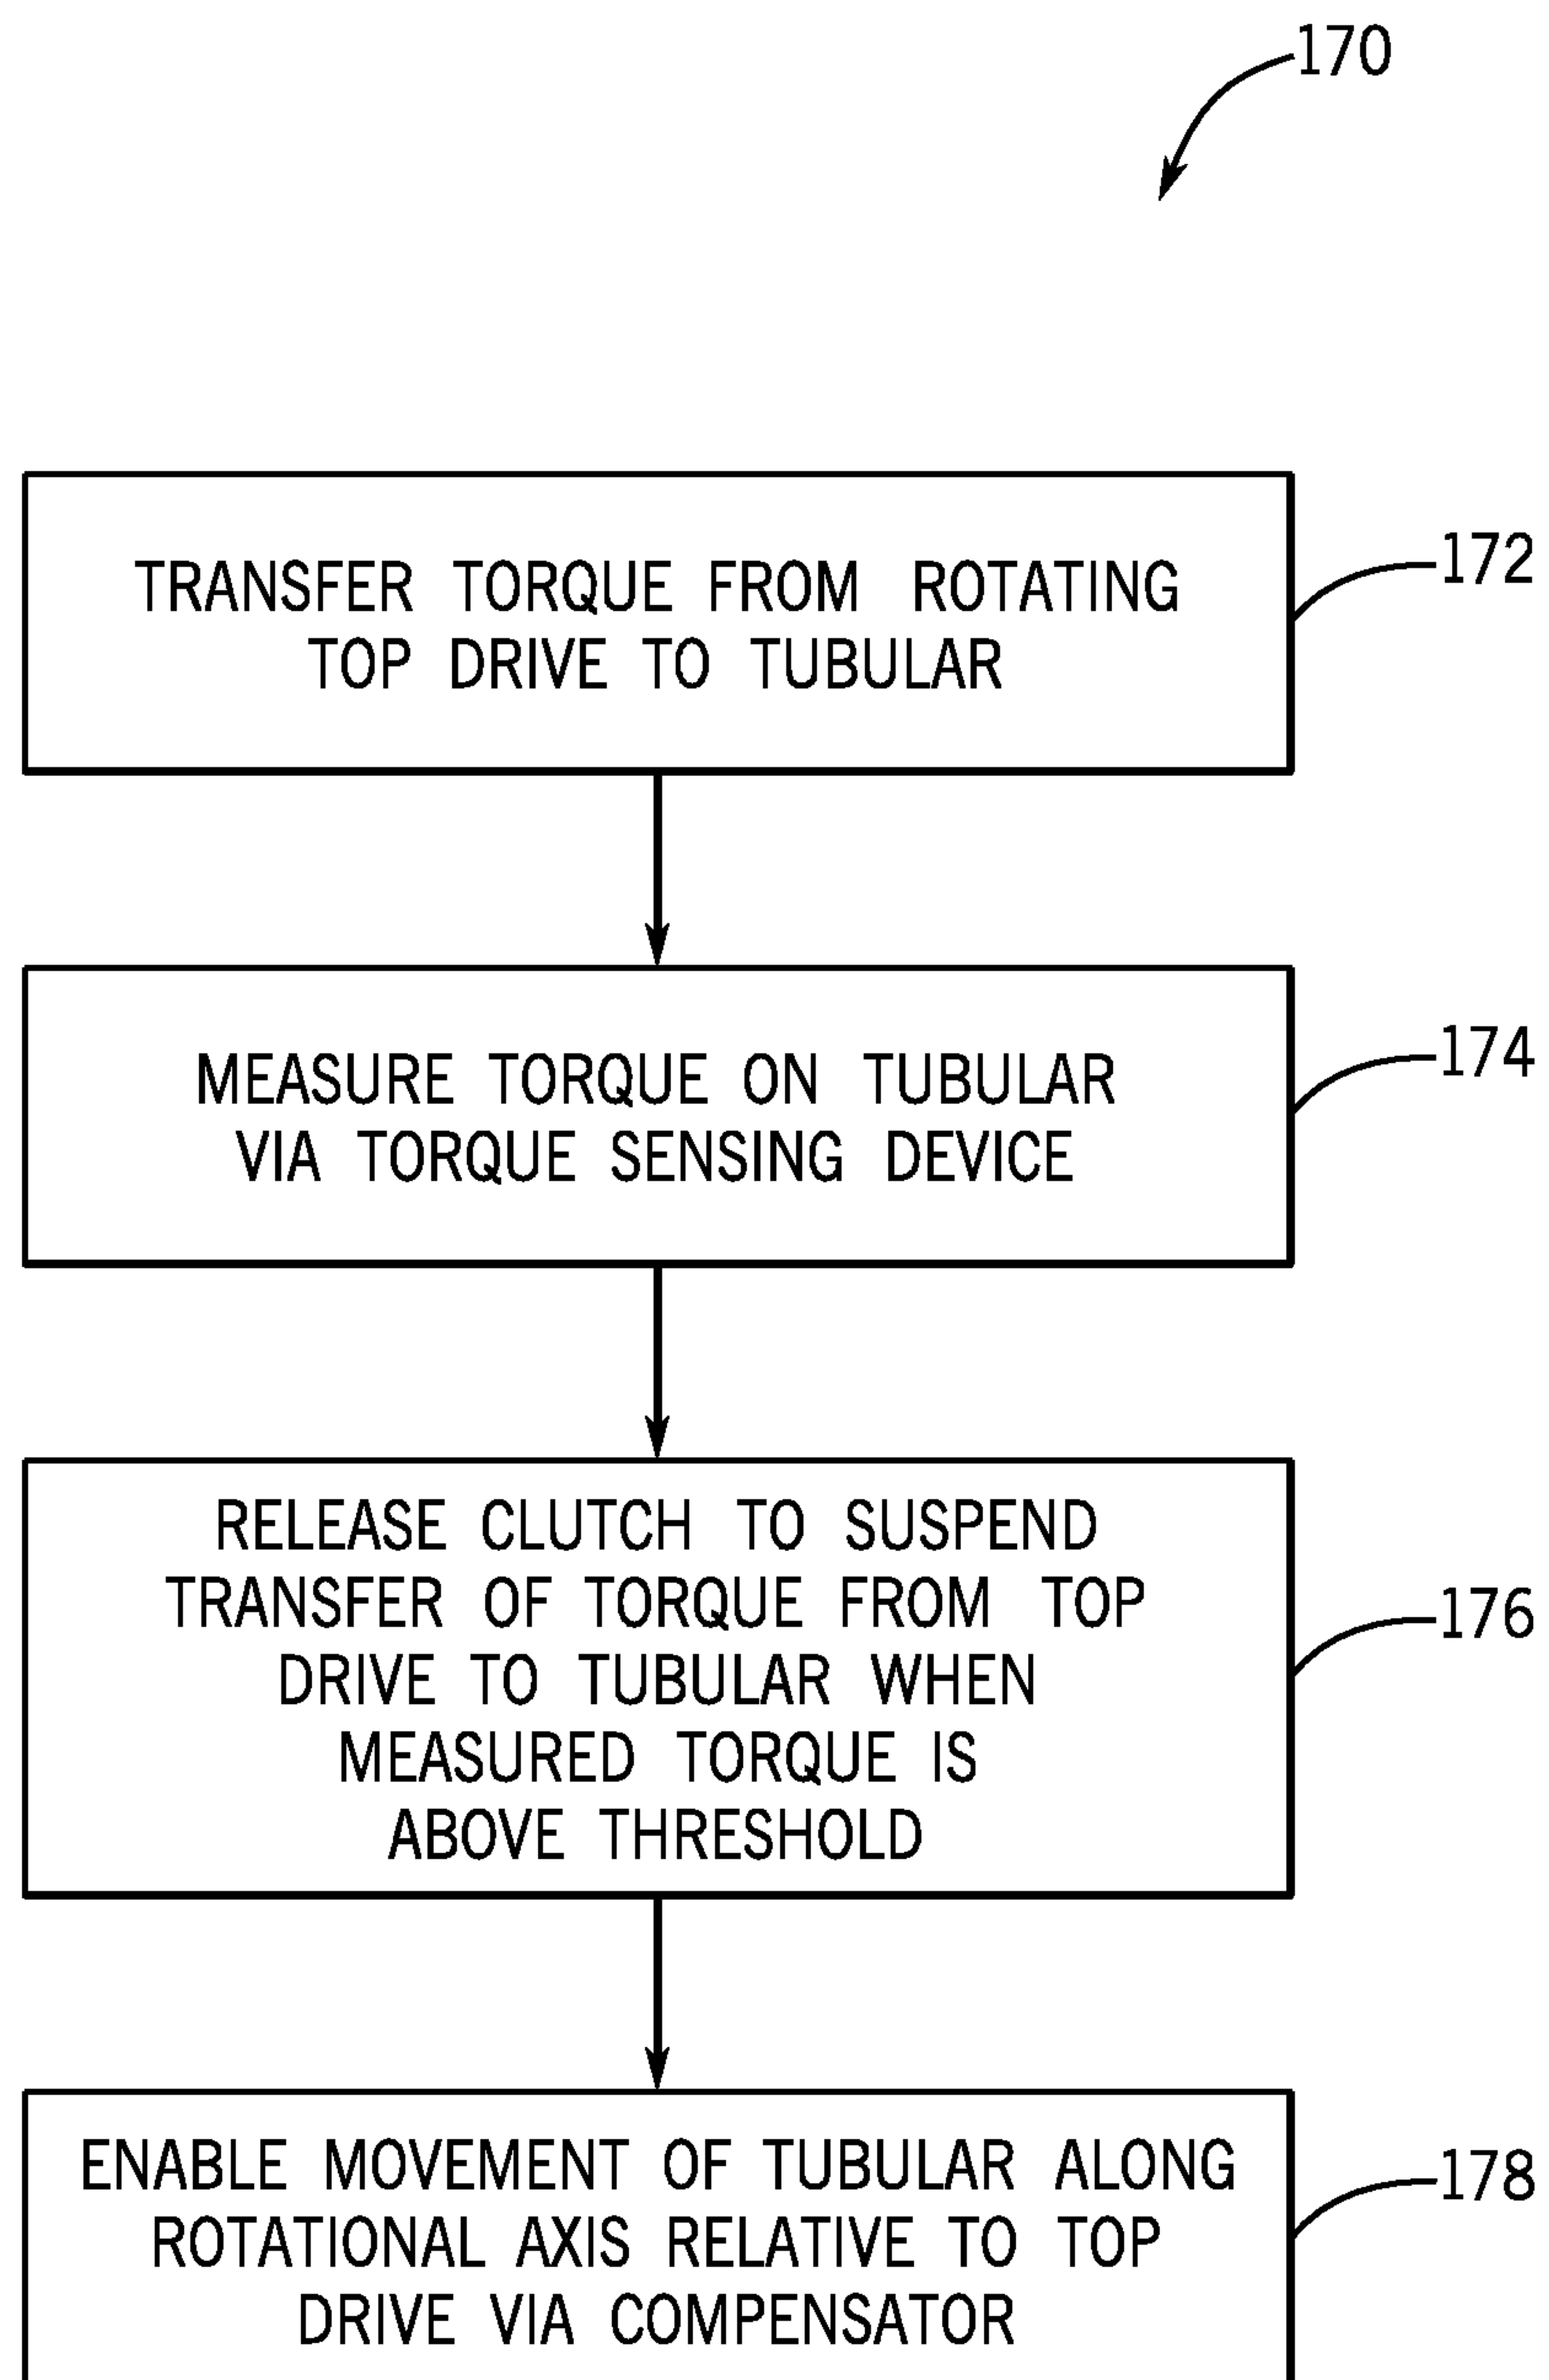 170
TRANSFER TORQUE FROM ROTATING
TOP DRIVE TO TUBULAR
172
MEASURE TORQUE ON TUBULAR
VIA TORQUE SENSING DEVICE
174
RELEASE CLUTCH TO SUSPEND
TRANSFER OF TORQUE FROM TOP
DRIVE TO TUBULAR WHEN
MEASURED TORQUE IS
ABOVE THRESHOLD
176
ENABLE MOVEMENT OF TUBULAR ALONG
ROTATIONAL AXIS RELATIVE TO TOP
DRIVE VIA COMPENSATOR
178